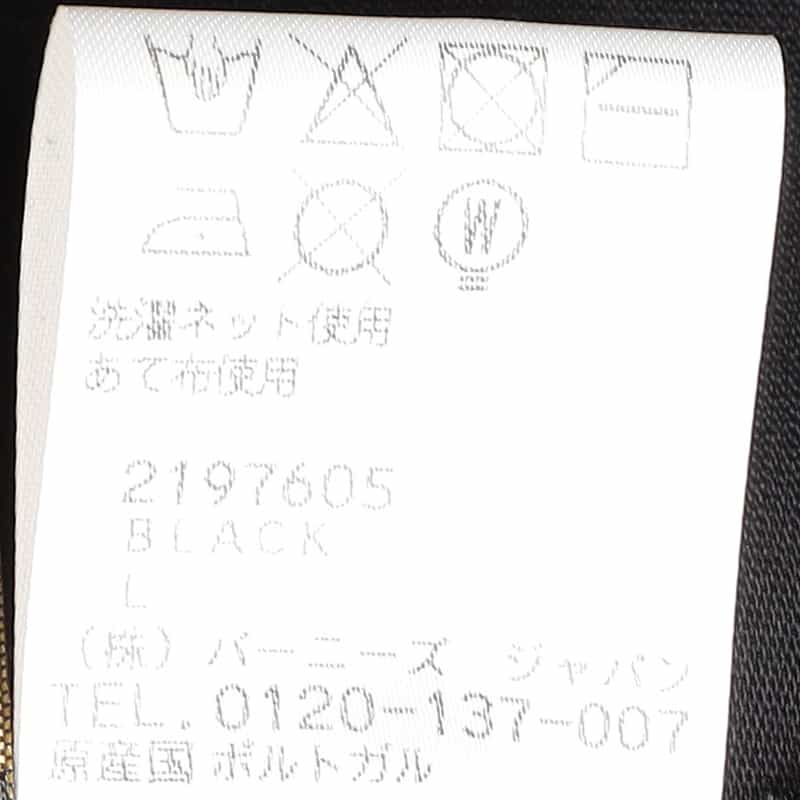 W
洗濯ネット使用
あて布使用
2197605
BLACK
L
（株）バーニーズ ジャパン
TEL. 0120-137-007
原産国 ポルトガル